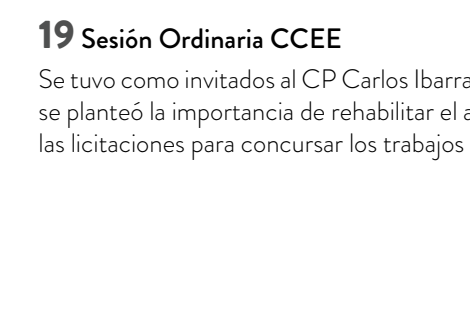 19 Sesión Ordinaria CCEE
Se tuvo como invitados al CP Carlos Ibarra
se planteó la importancia de rehabilitar el
las licitaciones para concursar los trabajos